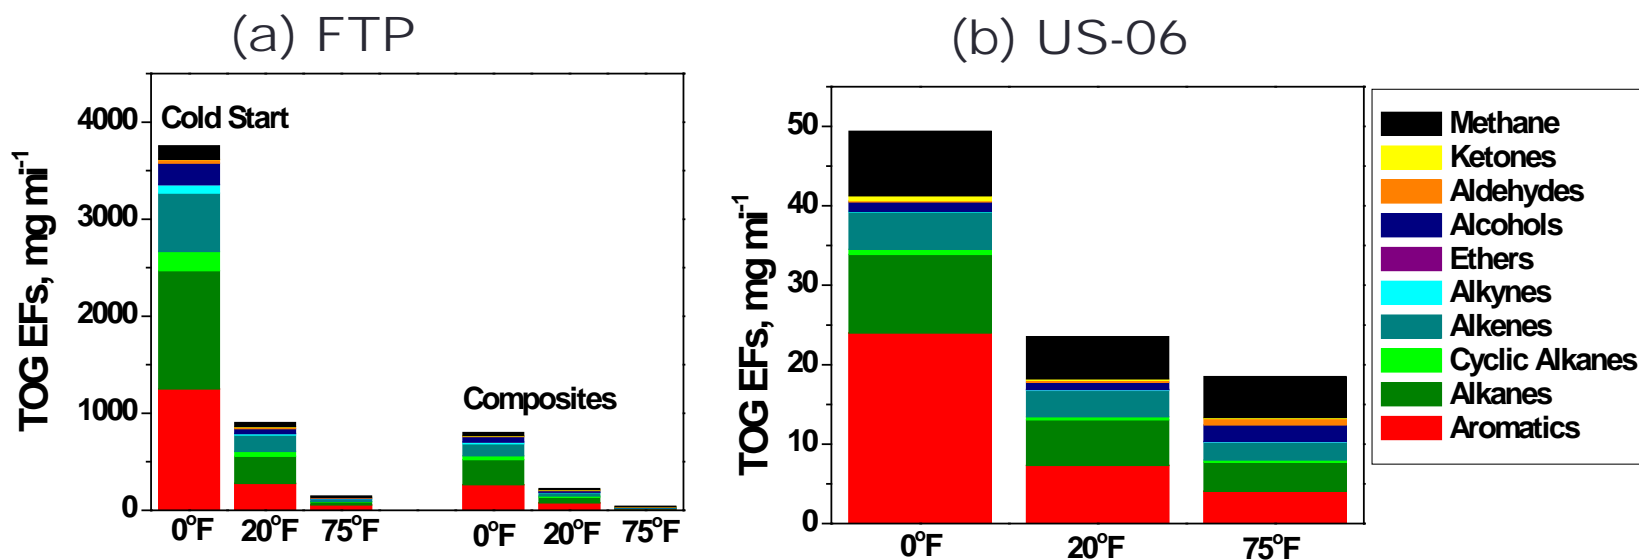 (a) FTP
TOG EFs, mg mi⁻¹
4000
3000
2000
1000
0
Cold Start
Composites
0°F
20°F
75°F
0°F
20°F
75°F
(b) US-06
TOG EFs, mg mi⁻¹
50
40
30
20
10
0
0°F
20°F
75°F
Methane
Ketones
Aldehydes
Alcohols
Ethers
Alkynes
Alkenes
Cyclic Alkanes
Alkanes
Aromatics